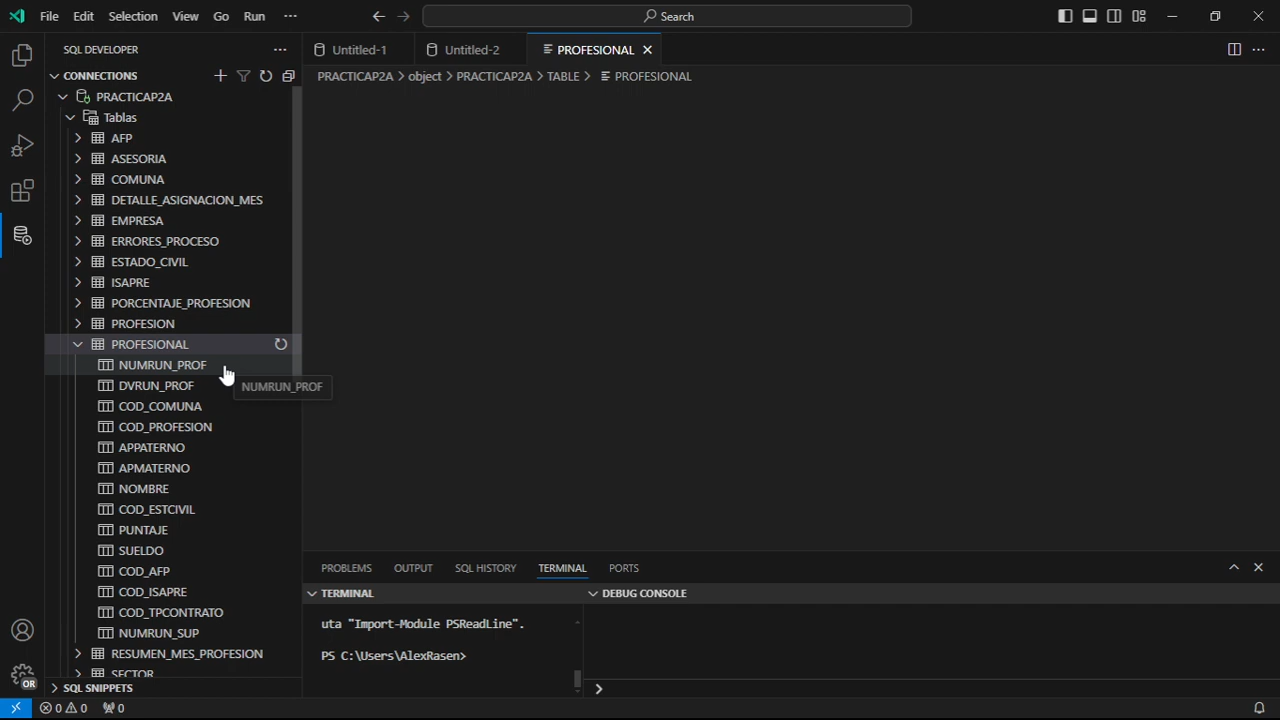 File Edit Selection View Go Run ···
Search
SQL DEVELOPER
Untitled-1
Untitled-2
PROFESIONAL
CONNECTIONS
PRACTICAP2A > object > PRACTICAP2A > TABLE > PROFESIONAL
PRACTICAP2A
Tablas
AFP
ASESORIA
COMUNA
DETALLE_ASIGNACION_MES
EMPRESA
ERRORES_PROCESO
ESTADO_CIVIL
ISAPRE
PORCENTAJE_PROFESION
PROFESION
PROFESIONAL
NUMRUN_PROF
NUMRUN_PROF
DVRUN_PROF
COD_COMUNA
COD_PROFESION
APPATERNO
APMATERNO
NOMBRE
COD_ESTCIVIL
PUNTAJE
SUELDO
COD_AFP
COD_ISAPRE
COD_TPCONTRATO
NUMRUN_SUP
RESUMEN_MES_PROFESION
SECTOR
SQL SNIPPETS
PROBLEMS OUTPUT SQL HISTORY TERMINAL PORTS
TERMINAL
DEBUG CONSOLE
uta "Import-Module PSReadLine".
PS C:\Users\AlexRasen>
>
OR
0 0 0